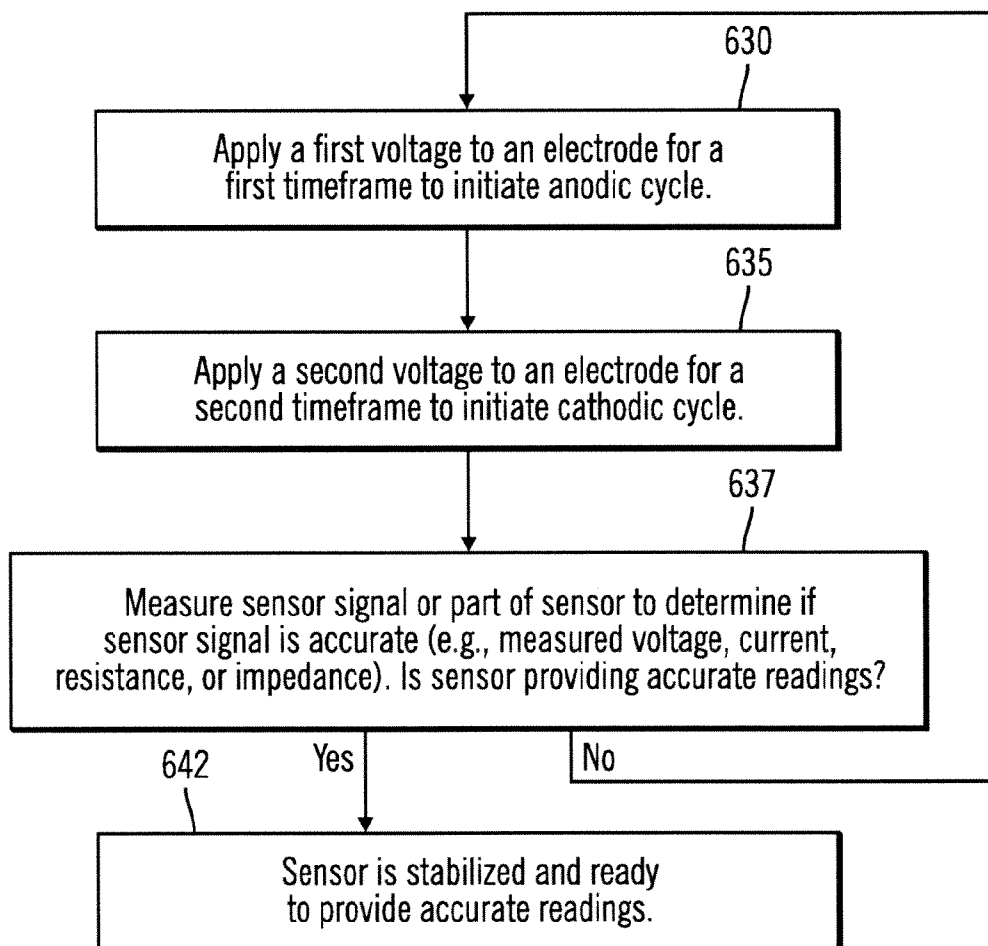 630
Apply a first voltage to an electrode for a
first timeframe to initiate anodic cycle.
635
Apply a second voltage to an electrode for a
second timeframe to initiate cathodic cycle.
637
Measure sensor signal or part of sensor to determine if
sensor signal is accurate (e.g., measured voltage, current,
resistance, or impedance). Is sensor providing accurate readings?
642
Yes
No
Sensor is stabilized and ready
to provide accurate readings.